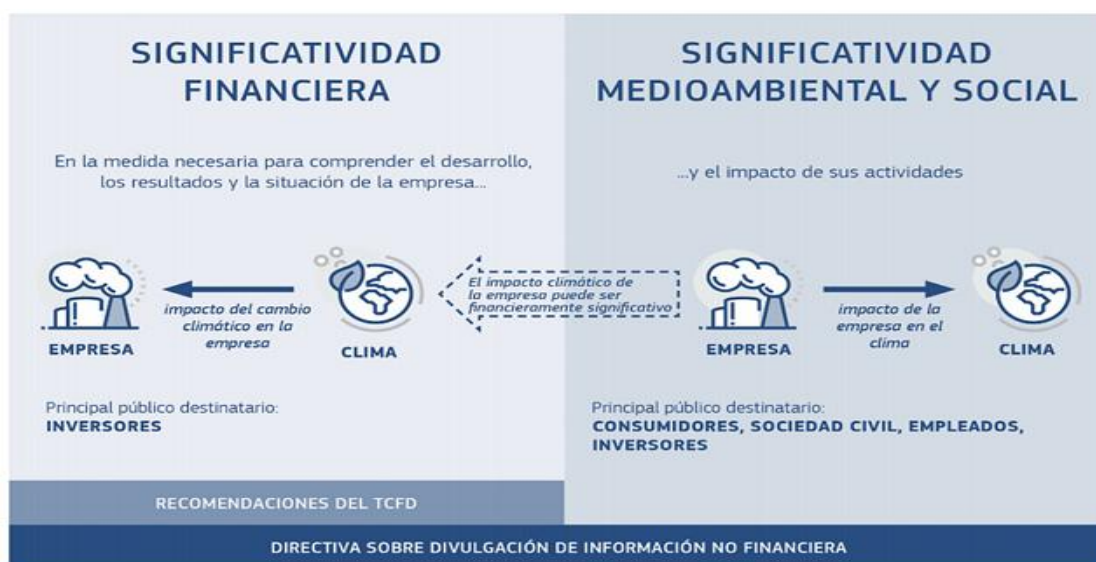 SIGNIFICATIVIDAD
FINANCIERA
En la medida necesaria para comprender el desarrollo,
los resultados y la situación de la empresa...
EMPRESA
impacto del cambio
climático en la
empresa
CLIMA
Principal público destinatario:
INVERSORES
RECOMENDACIONES DEL TCFD
El impacto climático de
la empresa puede ser
financieramente significativo
SIGNIFICATIVIDAD
MEDIOAMBIENTAL Y SOCIAL
...y el impacto de sus actividades
EMPRESA
impacto de la
empresa en el
clima
CLIMA
Principal público destinatario:
CONSUMIDORES, SOCIEDAD CIVIL, EMPLEADOS,
INVERSORES
DIRECTIVA SOBRE DIVULGACIÓN DE INFORMACIÓN NO FINANCIERA